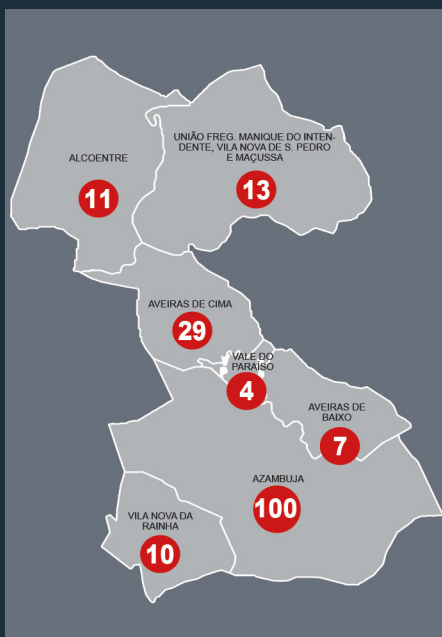 UNIÃO FREG. MANIQUE DO INTEN-
DENTE, VILA NOVA DE S. PEDRO
E MAÇUSSA
13
ALCOENTRE
11
AVEIRAS DE CIMA
29
VALE DO
PARAÍSO
4
AVEIRAS DE
BAIXO
7
AZAMBUJA
100
VILA NOVA DA
RAINHA
10